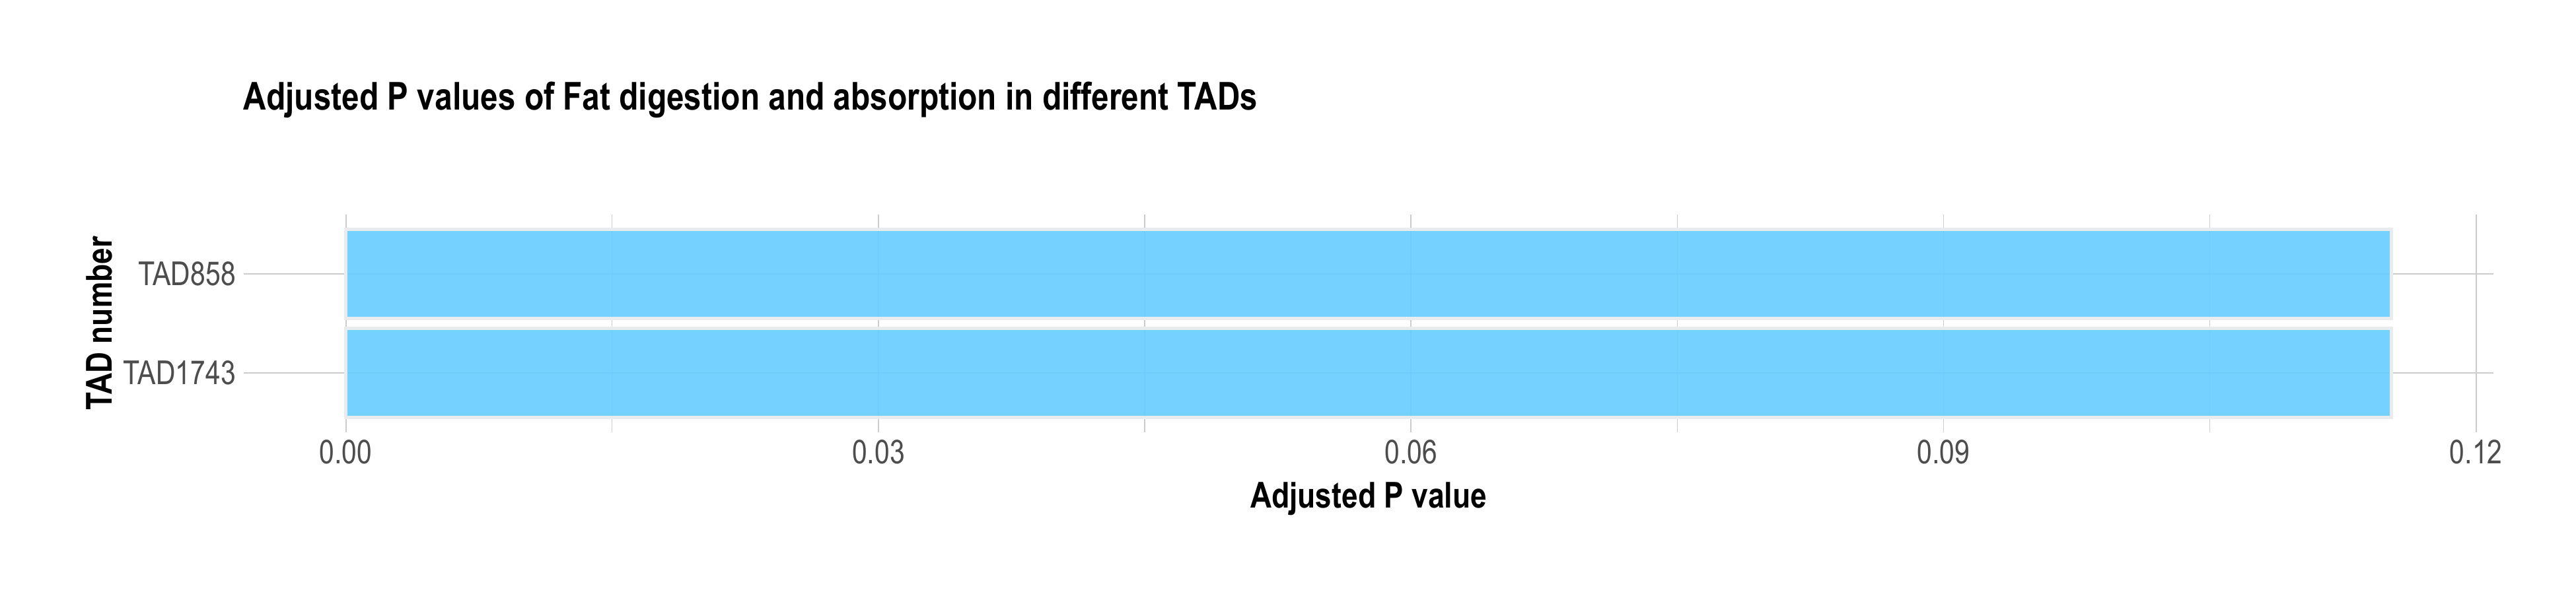 Adjusted P values of Fat digestion and absorption in different TADs
TAD number
TAD858
TAD1743
0.00 0.03 0.06 0.09 0.12
Adjusted P value